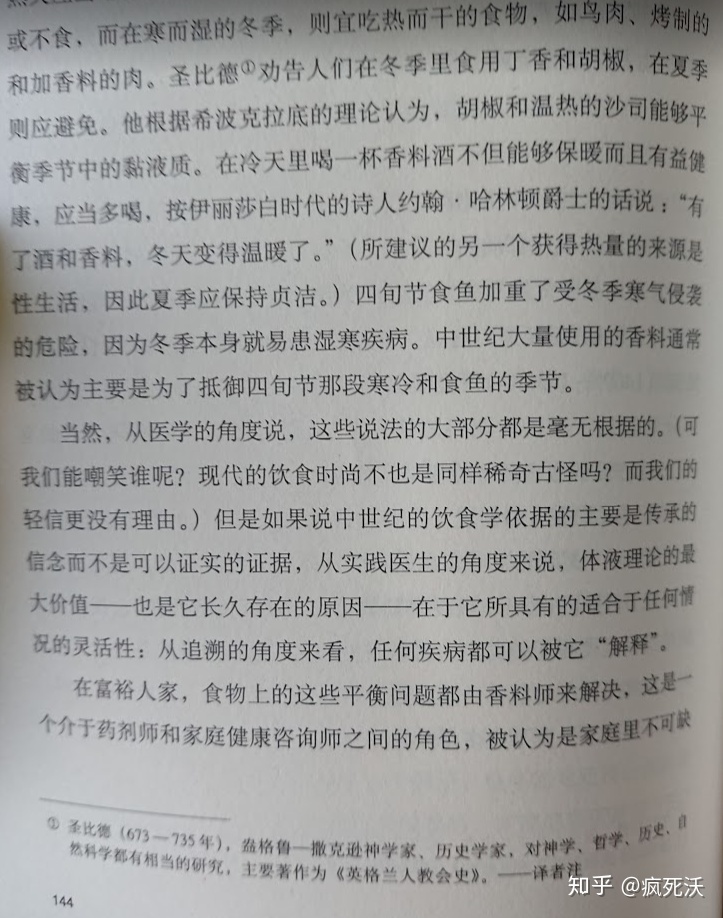 或不食，而在寒而湿的冬季，则宜吃热而干的食物，如鸟肉、烤制的
和加香料的肉。圣比德①劝告人们在冬季里食用丁香和胡椒，在夏季
则应避免。他根据希波克拉底的理论认为，胡椒和温热的沙司能够平
衡季节中的黏液质。在冷天里喝一杯香料酒不但能够保暖而且有益健
康，应当多喝，按伊丽莎白时代的诗人约翰·哈林顿爵士的话说：“有
了酒和香料，冬天变得温暖了。”（所建议的另一个获得热量的来源是
性生活，因此夏季应保持贞洁。）四旬节食鱼加重了受冬季寒气侵袭
的危险，因为冬季本身就易患湿寒疾病。中世纪大量使用的香料通常
被认为主要是为了抵御四旬节那段寒冷和食鱼的季节。
当然，从医学的角度说，这些说法的大部分都是毫无根据的。（可
我们能嘲笑谁呢？现代的饮食时尚不也是同样稀奇古怪吗？而我们的
轻信更没有理由。）但是如果说中世纪的饮食学依据的主要是传承的
信念而不是可以证实的证据，从实践医生的角度来说，体液理论的最
大价值——也是它长久存在的原因——在于它所具有的适合于任何情
况的灵活性：从追溯的角度来看，任何疾病都可以被它“解释”。
在富裕人家，食物上的这些平衡问题都由香料师来解决，这是一
个介于药剂师和家庭健康咨询师之间的角色，被认为是家庭里不可缺
① 圣比德（673—735年），盎格鲁—撒克逊神学家、历史学家，对神学、哲学、历史、自
然科学都有相当的研究，主要著作为《英格兰人教会史》。——译者注
144
知乎 @疯死沃